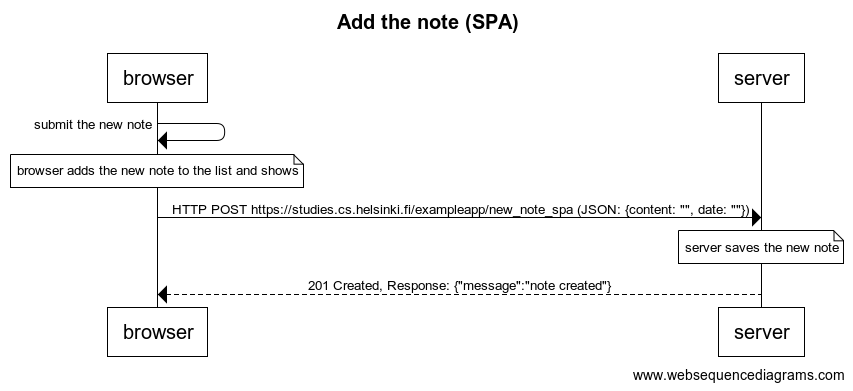 Add the note (SPA)
browser
server
submit the new note
browser adds the new note to the list and shows
HTTP POST https://studies.cs.helsinki.fi/exampleapp/new_note_spa (JSON: {content: "", date: ""})
server saves the new note
201 Created, Response: {"message":"note created"}
browser
server
www.websequencediagrams.com